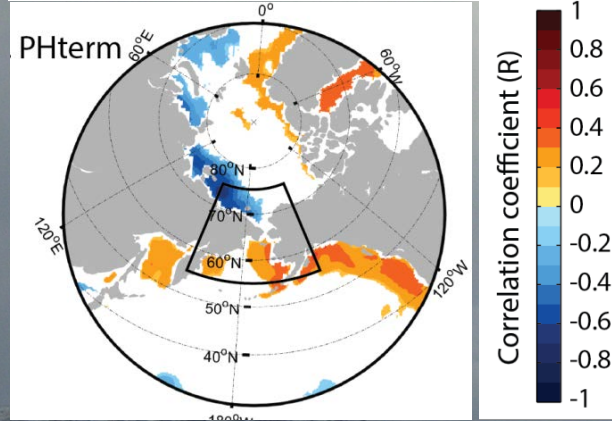 . PHterm
0°
60°E
60°W
80°N
70°N
60°N
50°N
40°N
120°E
120°W
180°W
Correlation coefficient (R)
1
0.8
0.6
0.4
0.2
0
-0.2
-0.4
-0.6
-0.8
-1